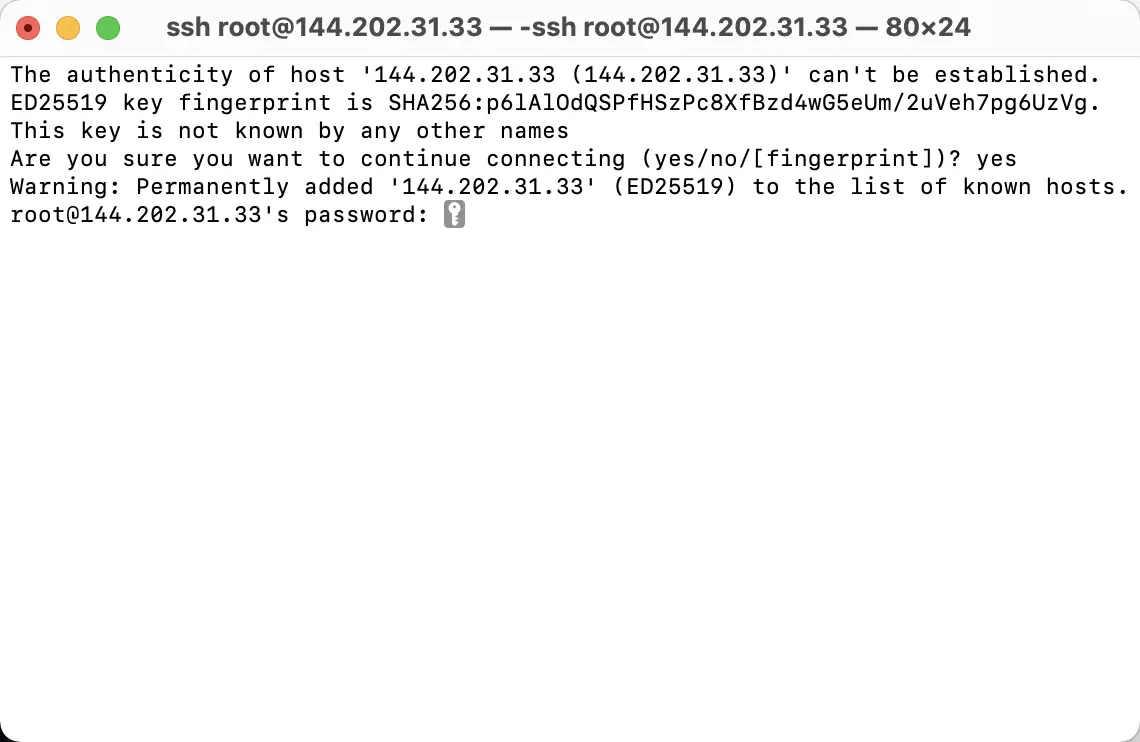 ssh root@144.202.31.33 — -ssh root@144.202.31.33 — 80×24
The authenticity of host '144.202.31.33 (144.202.31.33)' can't be established.
ED25519 key fingerprint is SHA256:p6lAlOdQSPfHSzPc8XfBzd4wG5eUm/2uVeh7pg6UzVg.
This key is not known by any other names
Are you sure you want to continue connecting (yes/no/[fingerprint])? yes
Warning: Permanently added '144.202.31.33' (ED25519) to the list of known hosts.
root@144.202.31.33's password: